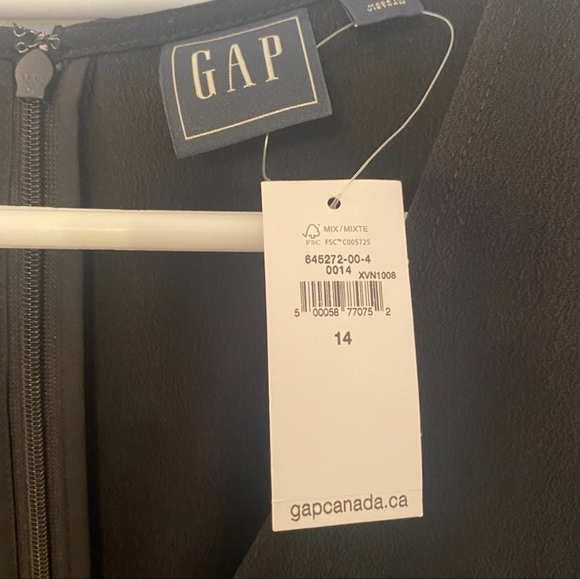 GAP
MIX/MIXTE
FSC FSC™ C005725
645272-00-4
0014 XVN1008
5 00058 77075 2
14
gapcanada.ca